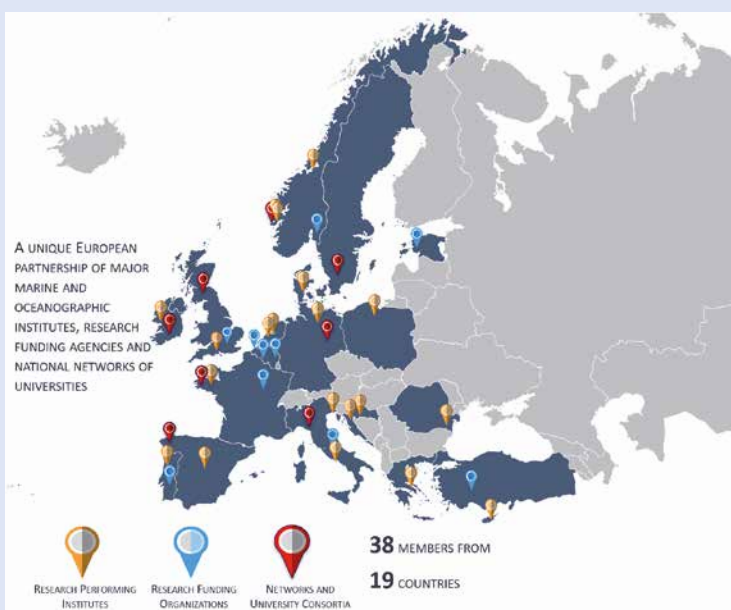 A UNIQUE EUROPEAN
PARTNERSHIP OF MAJOR
MARINE AND
OCEANOGRAPHIC
INSTITUTES, RESEARCH
FUNDING AGENCIES AND
NATIONAL NETWORKS OF
UNIVERSITIES
RESEARCH PERFORMING
INSTITUTES
RESEARCH FUNDING
ORGANIZATIONS
NETWORKS AND
UNIVERSITY CONSORTIA
38 MEMBERS FROM
19 COUNTRIES